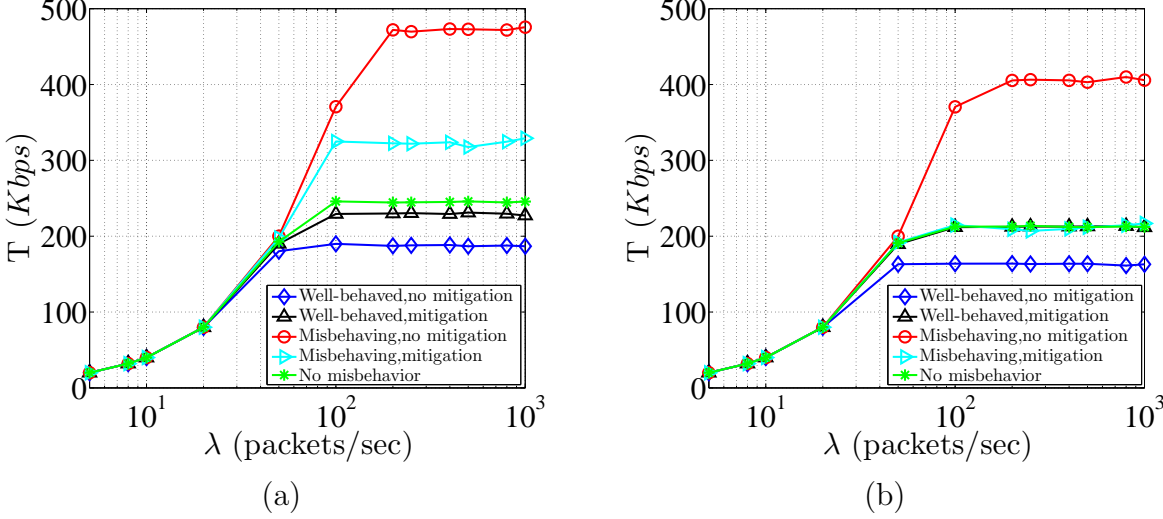 500
400
300
200
100
0
T (Kbps)
10^1
10^2
10^3
λ (packets/sec)
Well-behaved,no mitigation
Well-behaved,mitigation
Misbehaving,no mitigation
Misbehaving,mitigation
No misbehavior
(a)
500
400
300
200
100
0
T (Kbps)
10^1
10^2
10^3
λ (packets/sec)
Well-behaved,no mitigation
Well-behaved,mitigation
Misbehaving,no mitigation
Misbehaving,mitigation
No misbehavior
(b)